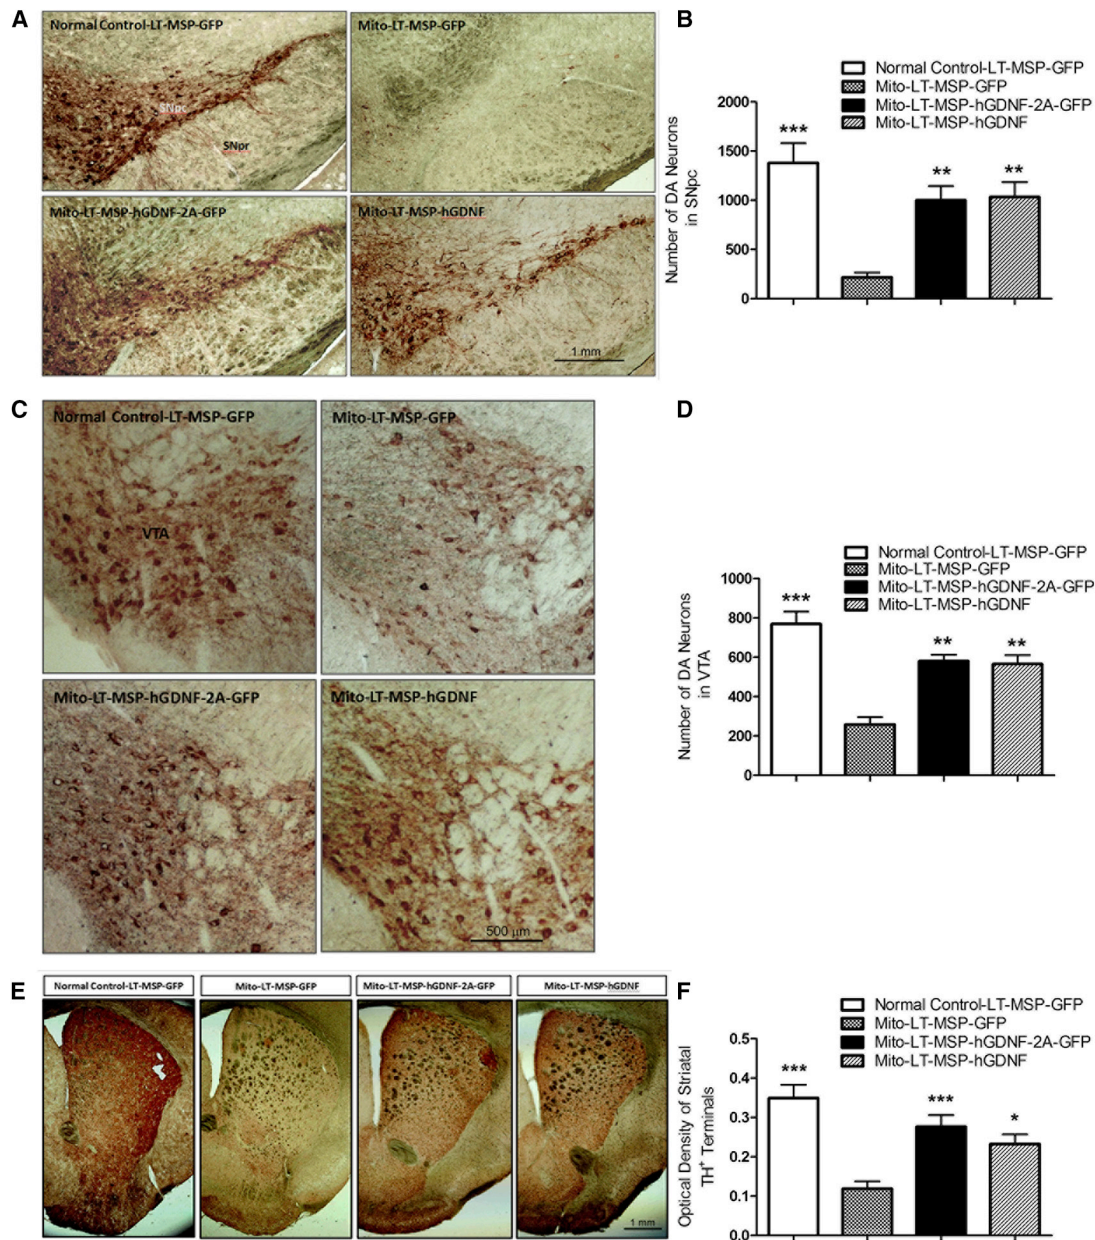 A
Normal Control-LT-MSP-GFP
SNpc
SNpr
Mito-LT-MSP-GFP
Mito-LT-MSP-hGDNF-2A-GFP
Mito-LT-MSP-hGDNF
1 mm
B
Normal Control-LT-MSP-GFP
Mito-LT-MSP-GFP
Mito-LT-MSP-hGDNF-2A-GFP
Mito-LT-MSP-hGDNF
Number of DA Neurons
in SNpc
2000
1500
1000
500
0
***
**
**
C
Normal Control-LT-MSP-GFP
VTA
Mito-LT-MSP-GFP
Mito-LT-MSP-hGDNF-2A-GFP
Mito-LT-MSP-hGDNF
500 μm
D
Normal Control-LT-MSP-GFP
Mito-LT-MSP-GFP
Mito-LT-MSP-hGDNF-2A-GFP
Mito-LT-MSP-hGDNF
Number of DA Neurons
in VTA
1000
800
600
400
200
0
***
**
**
E
Normal Control-LT-MSP-GFP
Mito-LT-MSP-GFP
Mito-LT-MSP-hGDNF-2A-GFP
Mito-LT-MSP-hGDNF
1 mm
F
Normal Control-LT-MSP-GFP
Mito-LT-MSP-GFP
Mito-LT-MSP-hGDNF-2A-GFP
Mito-LT-MSP-hGDNF
Optical Density of Striatal
TH⁺ Terminals
0.5
0.4
0.3
0.2
0.1
0.0
***
***
*